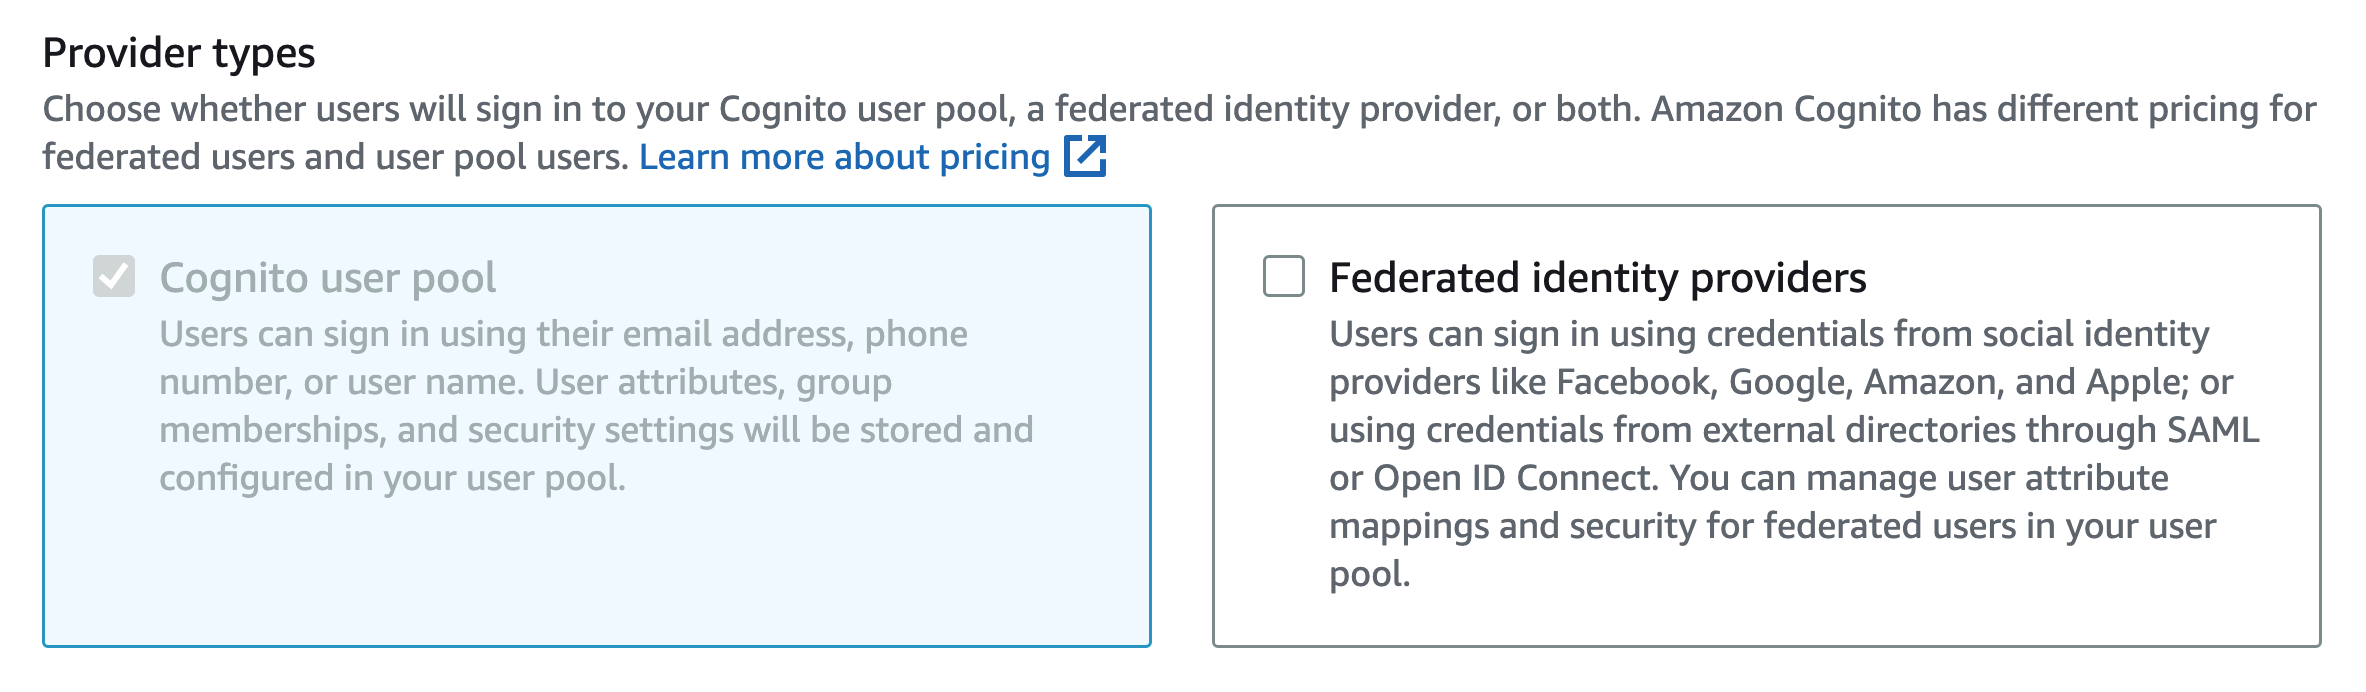 Provider types
Choose whether users will sign in to your Cognito user pool, a federated identity provider, or both. Amazon Cognito has different pricing for
federated users and user pool users. Learn more about pricing
Cognito user pool
Users can sign in using their email address, phone
number, or user name. User attributes, group
memberships, and security settings will be stored and
configured in your user pool.
Federated identity providers
Users can sign in using credentials from social identity
providers like Facebook, Google, Amazon, and Apple; or
using credentials from external directories through SAML
or Open ID Connect. You can manage user attribute
mappings and security for federated users in your user
pool.